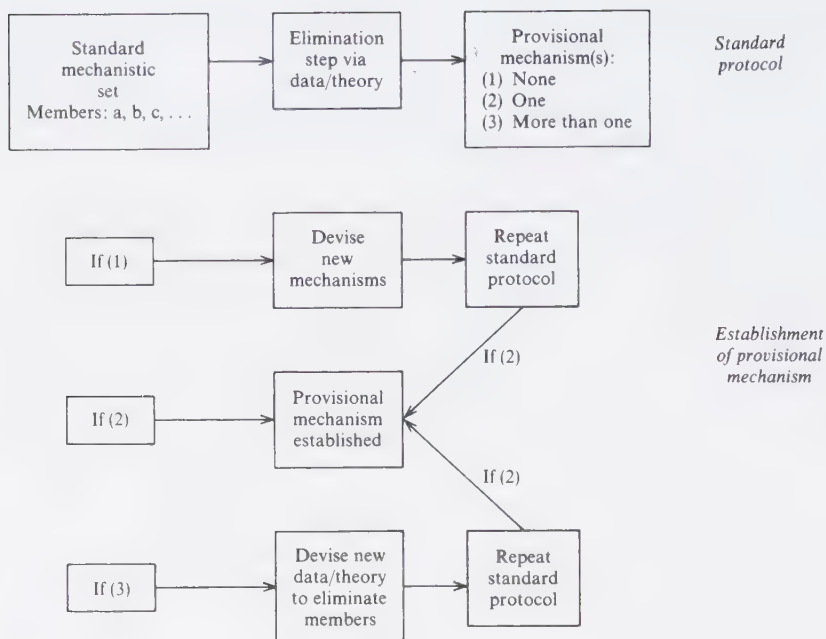 Standard
mechanistic
set
Members: a, b, c, . . .
Elimination
step via
data/theory
Provisional
mechanism(s):
(1) None
(2) One
(3) More than one
Standard
protocol
If (1)
Devise
new
mechanisms
Repeat
standard
protocol
If (2)
Establishment
of provisional
mechanism
If (2)
Provisional
mechanism
established
If (2)
If (3)
Devise new
data/theory
to eliminate
members
Repeat
standard
protocol